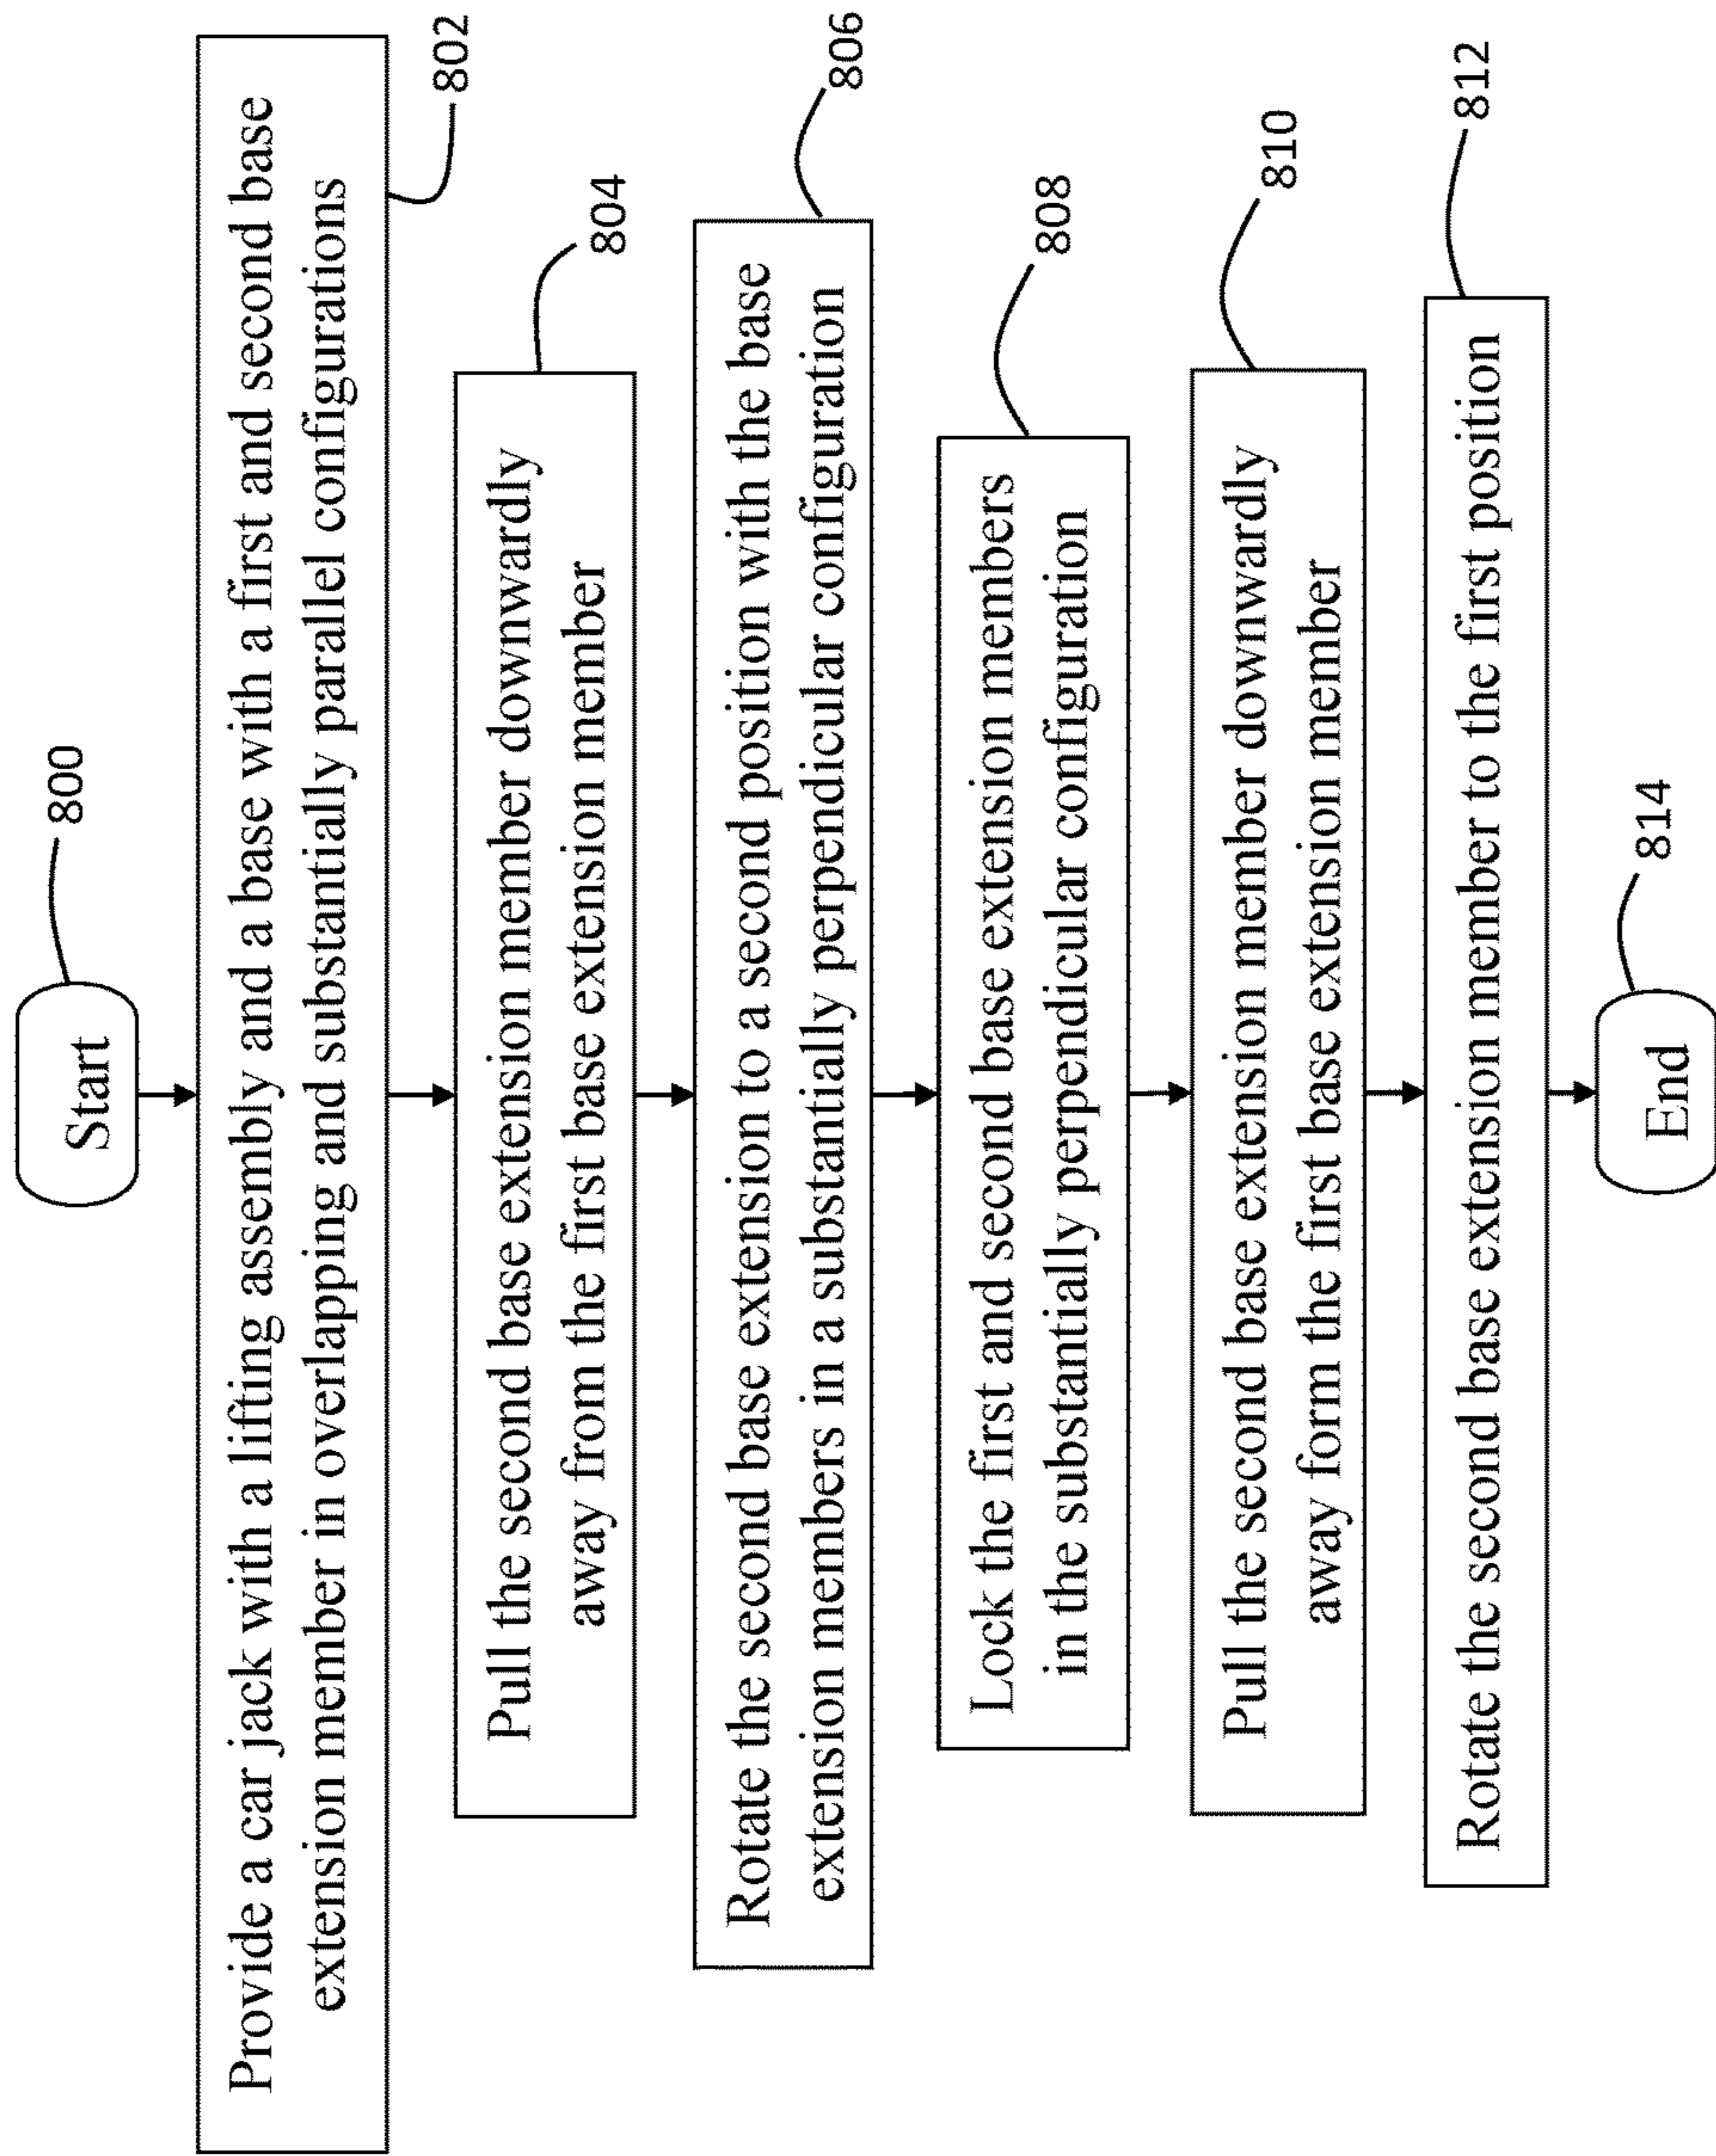 Start
800
Provide a car jack with a lifting assembly and a base with a first and second base
extension member in overlapping and substantially parallel configurations
802
Pull the second base extension member downwardly
away from the first base extension member
804
Rotate the second base extension to a second position with the base
extension members in a substantially perpendicular configuration
806
Lock the first and second base extension members
in the substantially perpendicular configuration
808
Pull the second base extension member downwardly
away form the first base extension member
810
Rotate the second base extension member to the first position
812
End
814